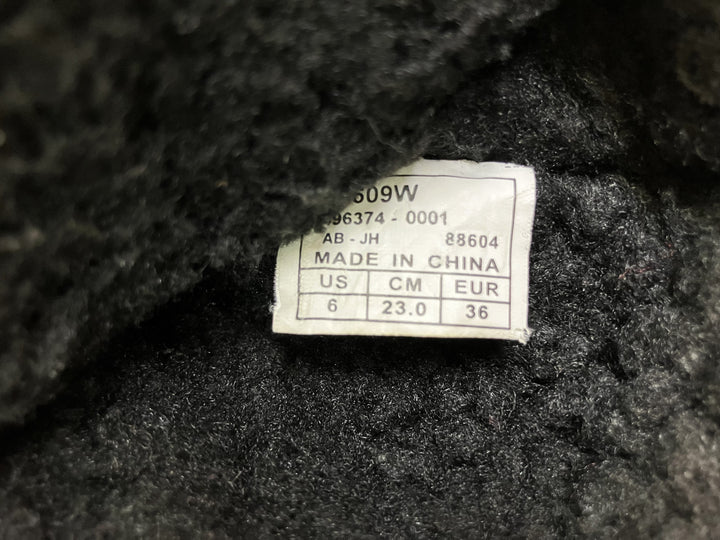 609W
96374 - 0001
AB - JH 88604
MADE IN CHINA
US CM EUR
6 23.0 36